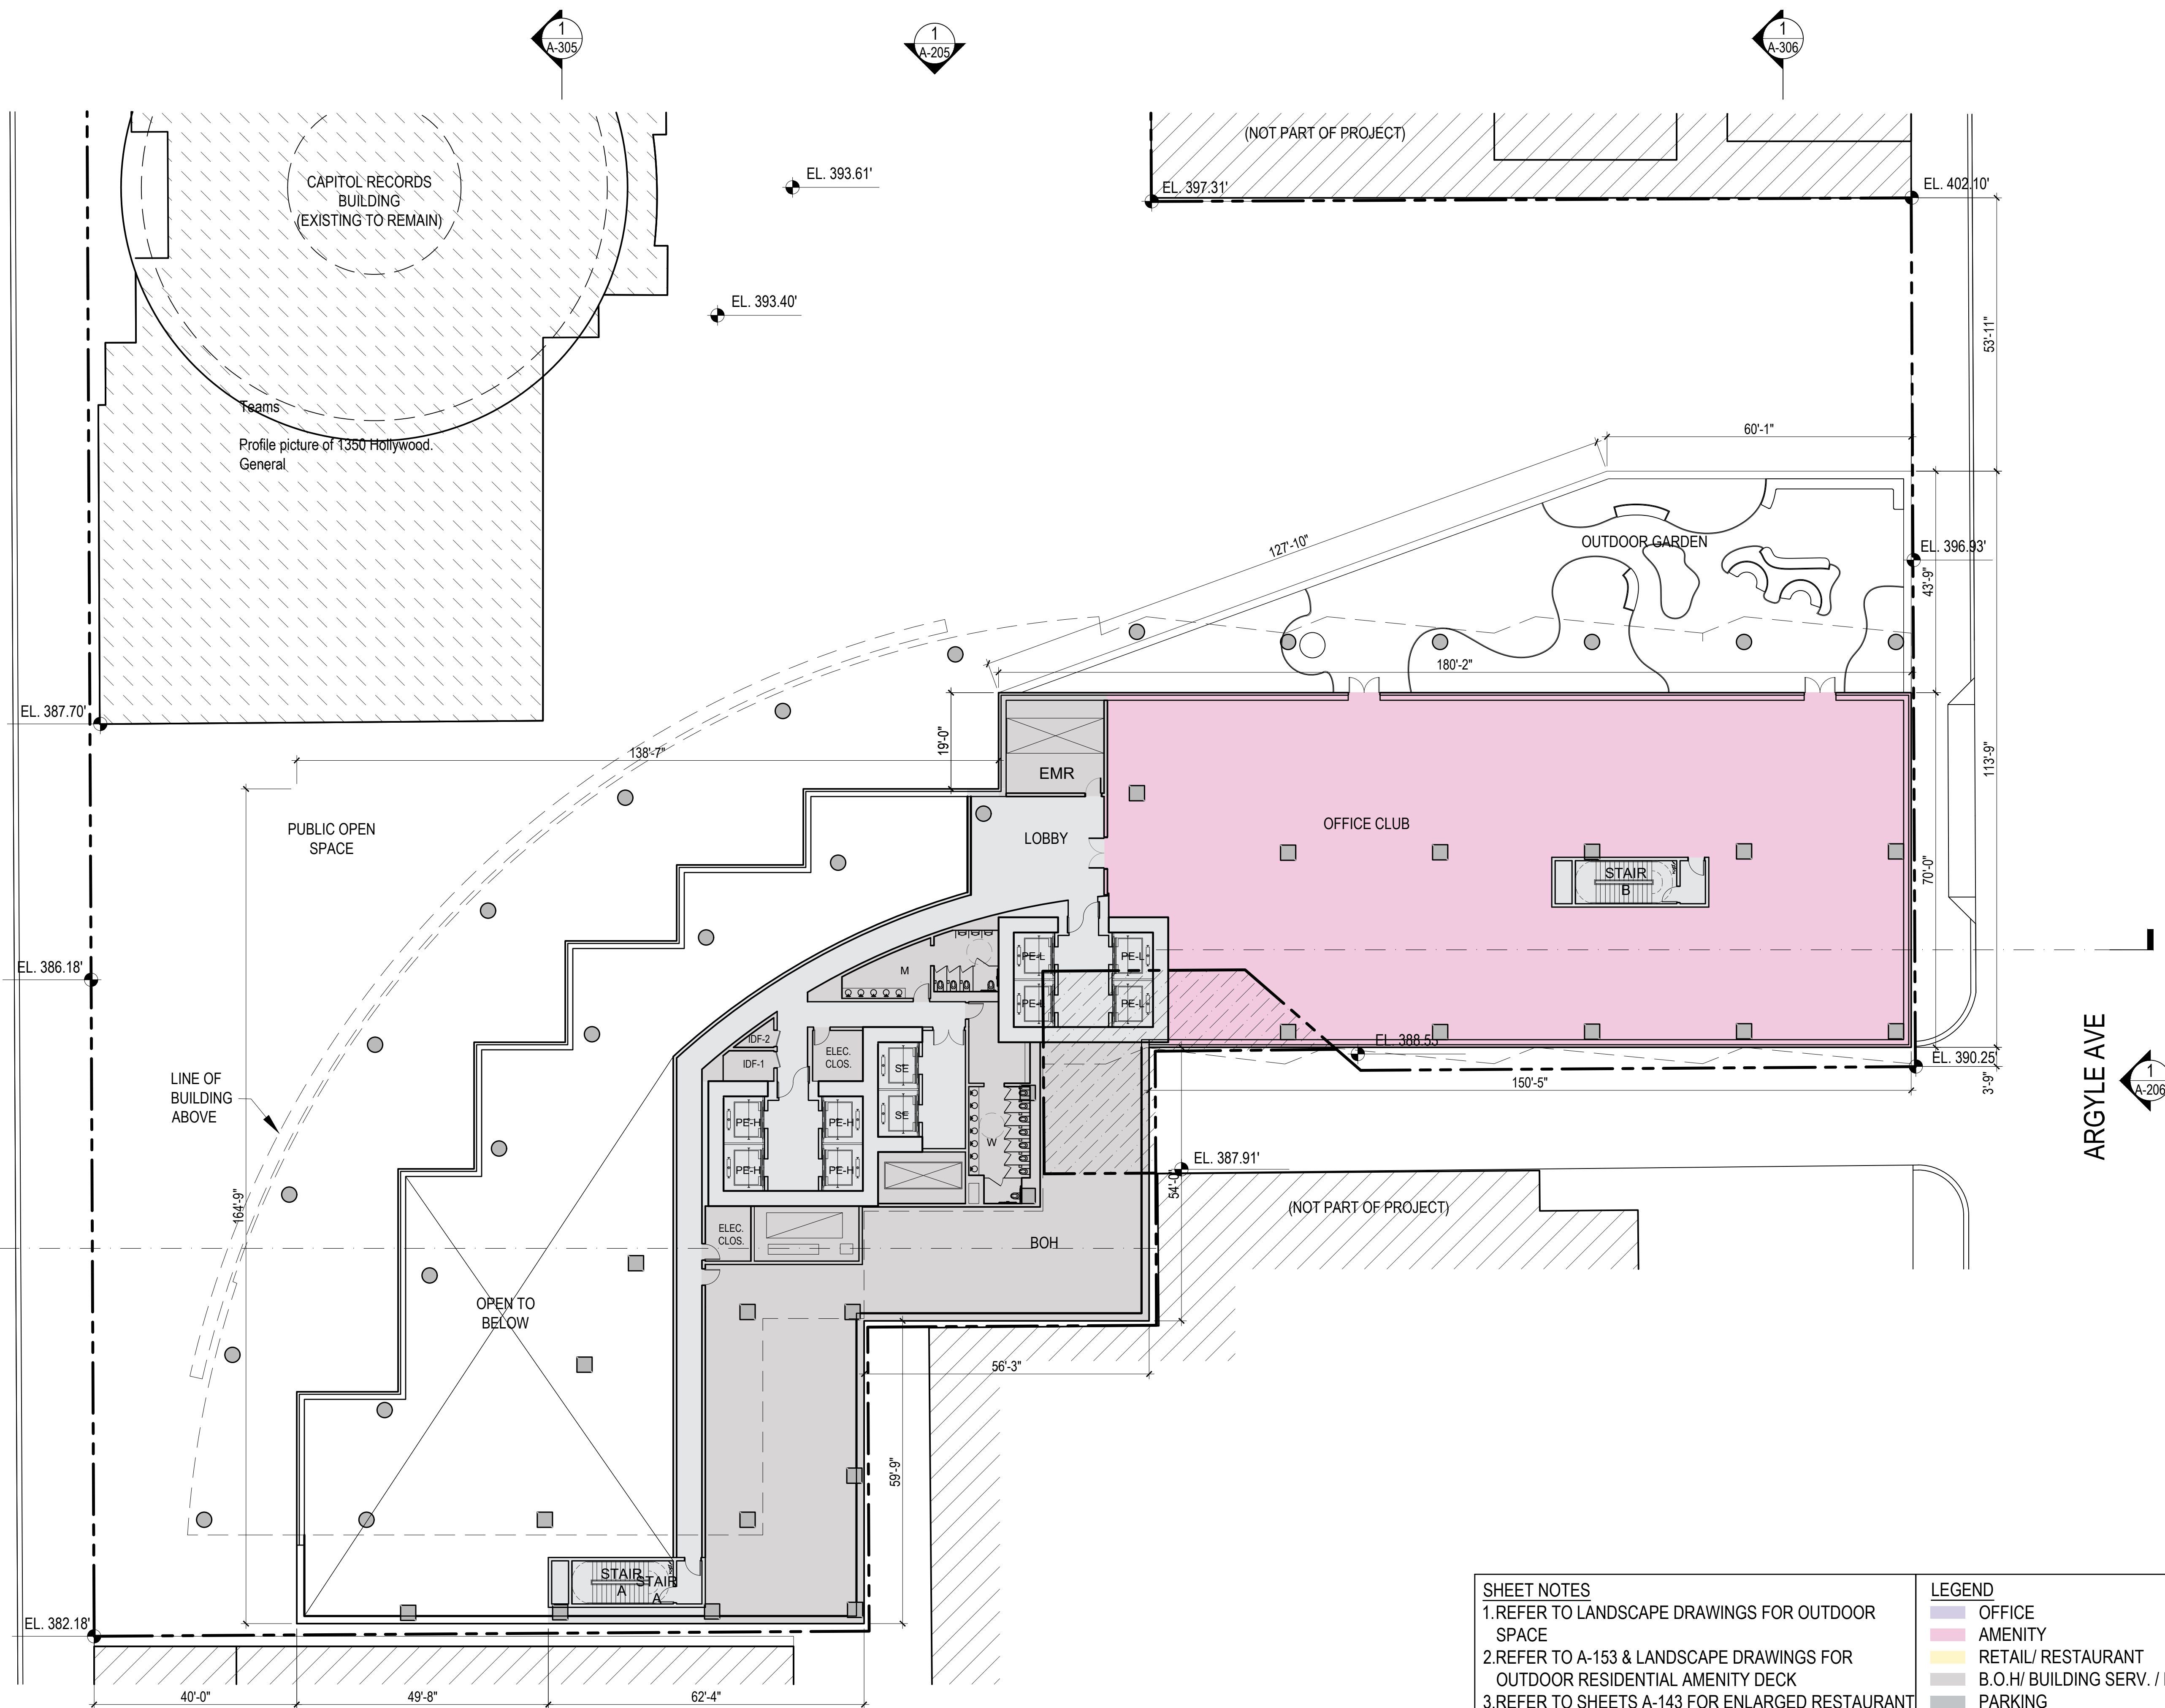 1
A-305
1
A-205
1
A-306
(NOT PART OF PROJECT)
EL. 393.61'
EL. 397.31'
EL. 402.10'
CAPITOL RECORDS
BUILDING
(EXISTING TO REMAIN)
EL. 393.40'
53'-11"
Teams
Profile picture of 1350 Hollywood.
General
60'-1"
127'-10"
OUTDOOR GARDEN
EL. 396.93'
43'-9"
180'-2"
EL. 387.70'
138'-7"
19'-0"
113'-9"
EMR
PUBLIC OPEN
SPACE
LOBBY
OFFICE CLUB
70'-0"
STAIR
B
EL. 386.18'
M
PE-L
PE-L
PE-L
PE-L
IDF-2
IDF-1
ELEC.
CLOS.
SE
SE
EL. 388.55'
EL. 390.25'
150'-5"
3'-9"
ARGYLE AVE
1
A-206
LINE OF
BUILDING
ABOVE
PE-H
PE-H
PE-H
PE-H
W
EL. 387.91'
54'-0"
164'-9"
(NOT PART OF PROJECT)
ELEC.
CLOS.
BOH
OPEN TO
BELOW
56'-3"
59'-9"
STAIR
A
STAIR
A
EL. 382.18'
40'-0"
49'-8"
62'-4"
SHEET NOTES
1.REFER TO LANDSCAPE DRAWINGS FOR OUTDOOR
SPACE
2.REFER TO A-153 & LANDSCAPE DRAWINGS FOR
OUTDOOR RESIDENTIAL AMENITY DECK
3.REFER TO SHEETS A-143 FOR ENLARGED RESTAURANT
LEGEND
OFFICE
AMENITY
RETAIL/ RESTAURANT
B.O.H/ BUILDING SERV. /
PARKING